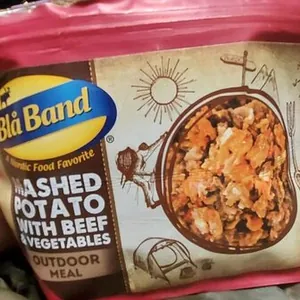 Blå Band
A Nordic Food Favorite
MASHED
POTATO
WITH BEEF
& VEGETABLES
OUTDOOR
MEAL